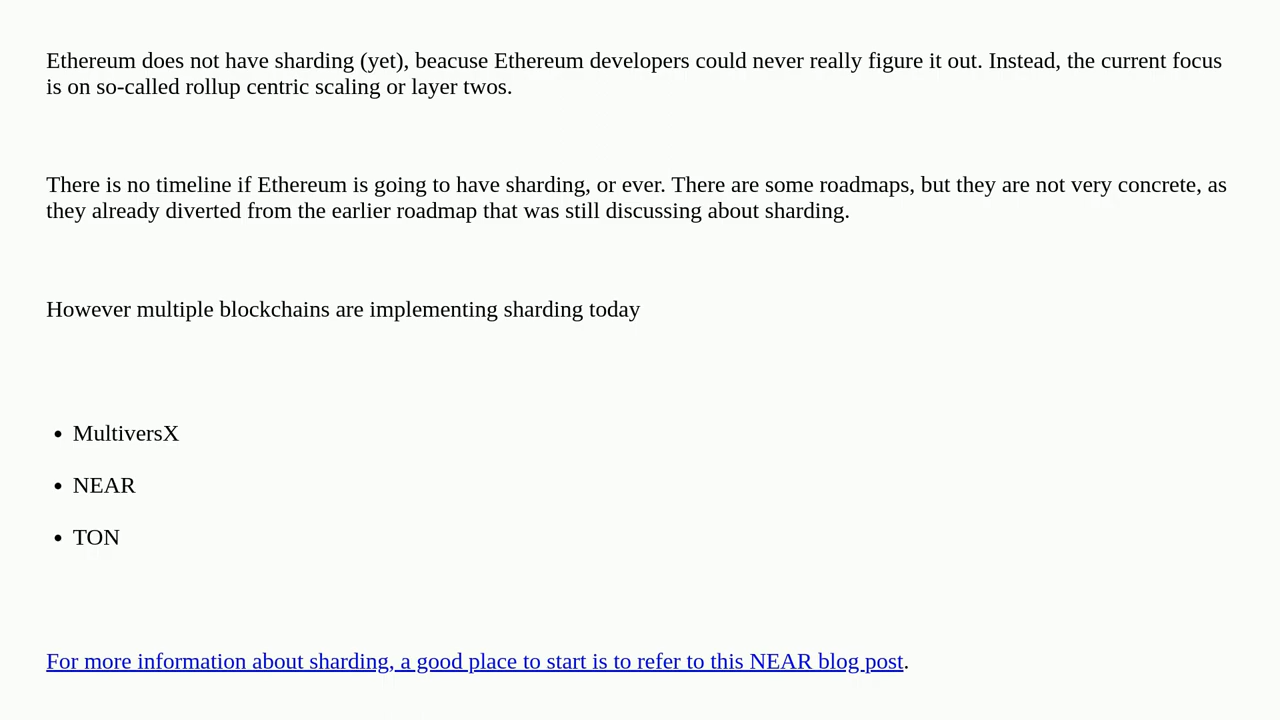 Ethereum does not have sharding (yet), beacuse Ethereum developers could never really figure it out. Instead, the current focus
is on so-called rollup centric scaling or layer twos.
There is no timeline if Ethereum is going to have sharding, or ever. There are some roadmaps, but they are not very concrete, as
they already diverted from the earlier roadmap that was still discussing about sharding.
However multiple blockchains are implementing sharding today
• MultiversX
• NEAR
• TON
For more information about sharding, a good place to start is to refer to this NEAR blog post.